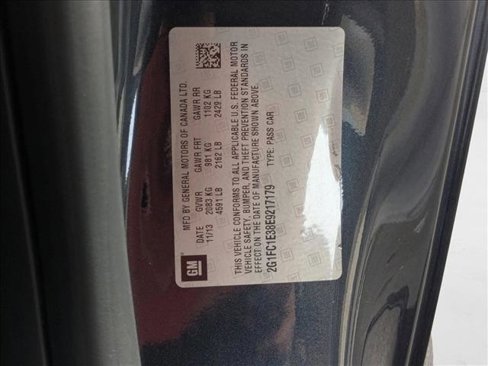 MFD BY GENERAL MOTORS OF CANADA LTD.
DATE GVWR GAWR FRT GAWR RR
11/13 2083 KG 981 KG 1102 KG
4591 LB 2162 LB 2429 LB
THIS VEHICLE CONFORMS TO ALL APPLICABLE U.S. FEDERAL MOTOR
VEHICLE SAFETY, BUMPER, AND THEFT PREVENTION STANDARDS IN
EFFECT ON THE DATE OF MANUFACTURE SHOWN ABOVE.
2G1FC1E38E9217179 TYPE: PASS CAR
GM